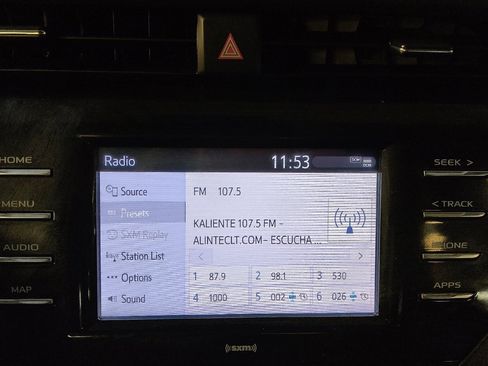 HOME
MENU
AUDIO
MAP
Radio
11:53
DCM
Source
Presets
SXM Replay
Station List
Options
Sound
FM 107.5
KALIENTE 107.5 FM -
ALINTECLT.COM- ESCUCHA ...
1 87.9 2 98.1 3 530
4 1000 5 002 6 026
SEEK >
< TRACK
PHONE
APPS
((sxm))